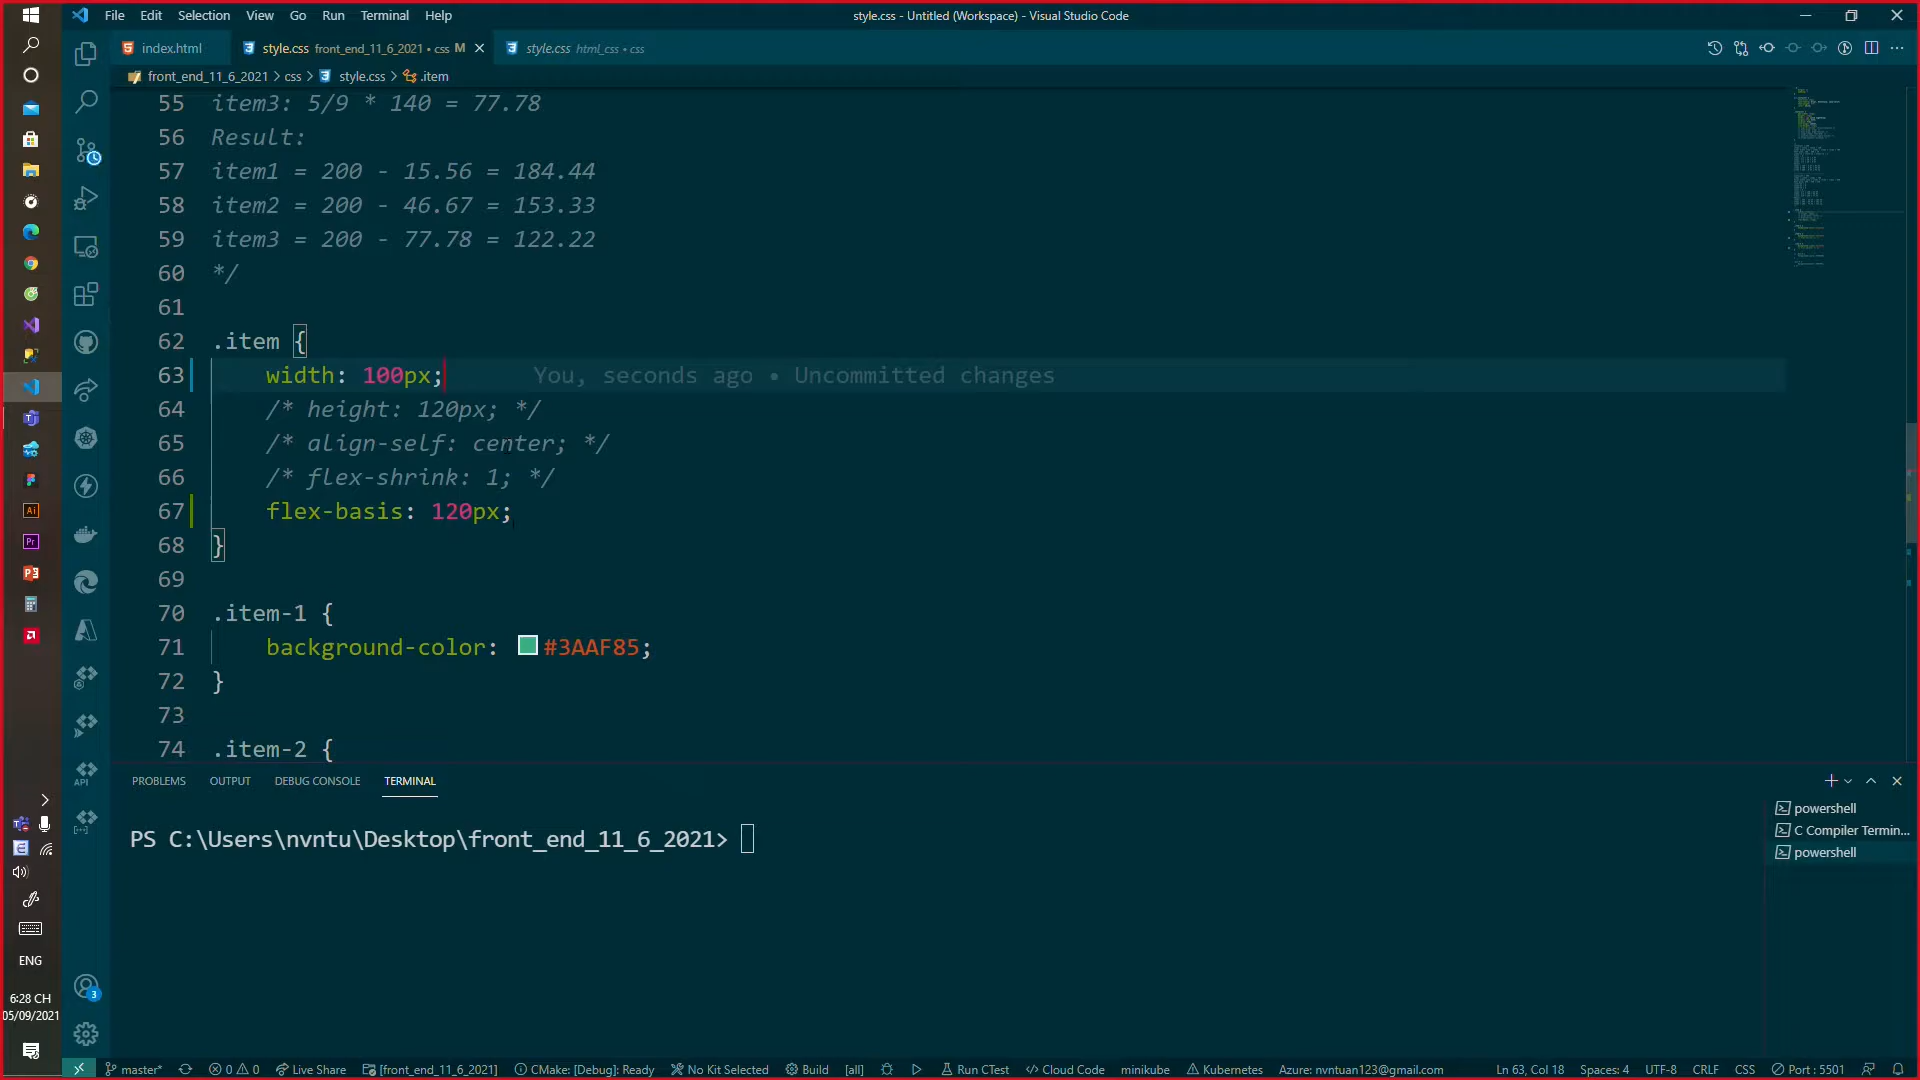 File Edit Selection View Go Run Terminal Help
style.css - Untitled (Workspace) - Visual Studio Code
index.html
style.css front_end_11_6_2021 • css M
style.css html_css • css
front_end_11_6_2021 > css > style.css > .item
55 item3: 5/9 * 140 = 77.78
56 Result:
57 item1 = 200 - 15.56 = 184.44
58 item2 = 200 - 46.67 = 153.33
59 item3 = 200 - 77.78 = 122.22
60 */
61
62 .item {
63 width: 100px; You, seconds ago • Uncommitted changes
64 /* height: 120px; */
65 /* align-self: center; */
66 /* flex-shrink: 1; */
67 flex-basis: 120px;
68 }
69
70 .item-1 {
71 background-color: #3AAF85;
72 }
73
74 .item-2 {
PROBLEMS OUTPUT DEBUG CONSOLE TERMINAL
PS C:\Users\nvntu\Desktop\front_end_11_6_2021>
powershell
C Compiler Termin...
powershell
Ai
Pr
API
3
ENG
6:28 CH
05/09/2021
master* 0 0 Live Share [front_end_11_6_2021] CMake: [Debug]: Ready No Kit Selected Build [all] Run CTest Cloud Code minikube Kubernetes Azure: nvntuan123@gmail.com Ln 63, Col 18 Spaces: 4 UTF-8 CRLF CSS Port : 5501